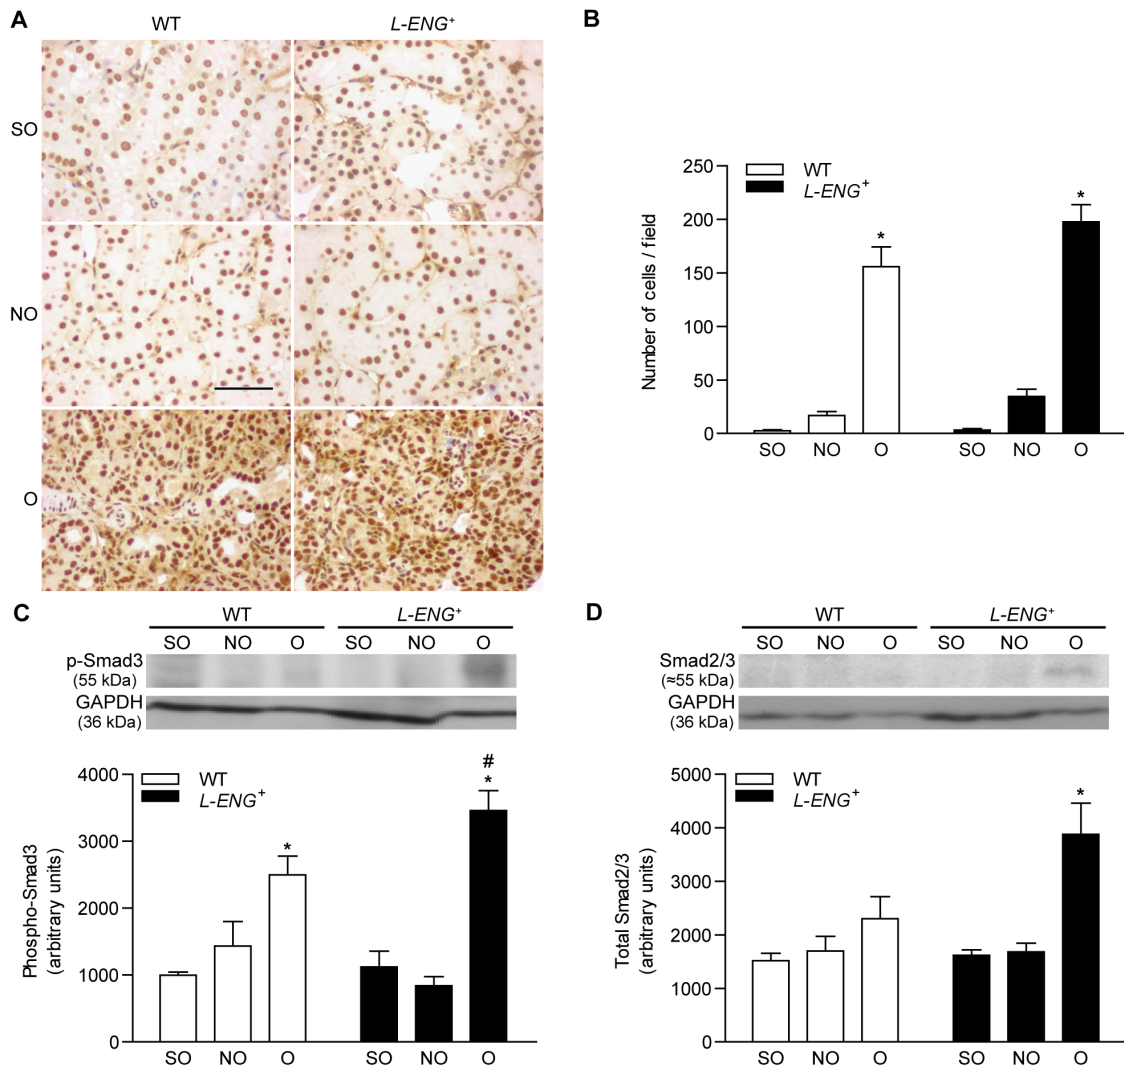 A
WT
L-ENG+
SO
NO
O
B
250
200
150
100
50
0
Number of cells / field
WT
L-ENG+
*
*
SO NO O SO NO O
C
WT L-ENG+
SO NO O SO NO O
p-Smad3
(55 kDa)
GAPDH
(36 kDa)
4000
3000
2000
1000
0
Phospho-Smad3
(arbitrary units)
WT
L-ENG+
*
#
*
SO NO O SO NO O
D
WT L-ENG+
SO NO O SO NO O
Smad2/3
(≈55 kDa)
GAPDH
(36 kDa)
5000
4000
3000
2000
1000
0
Total Smad2/3
(arbitrary units)
WT
L-ENG+
*
SO NO O SO NO O